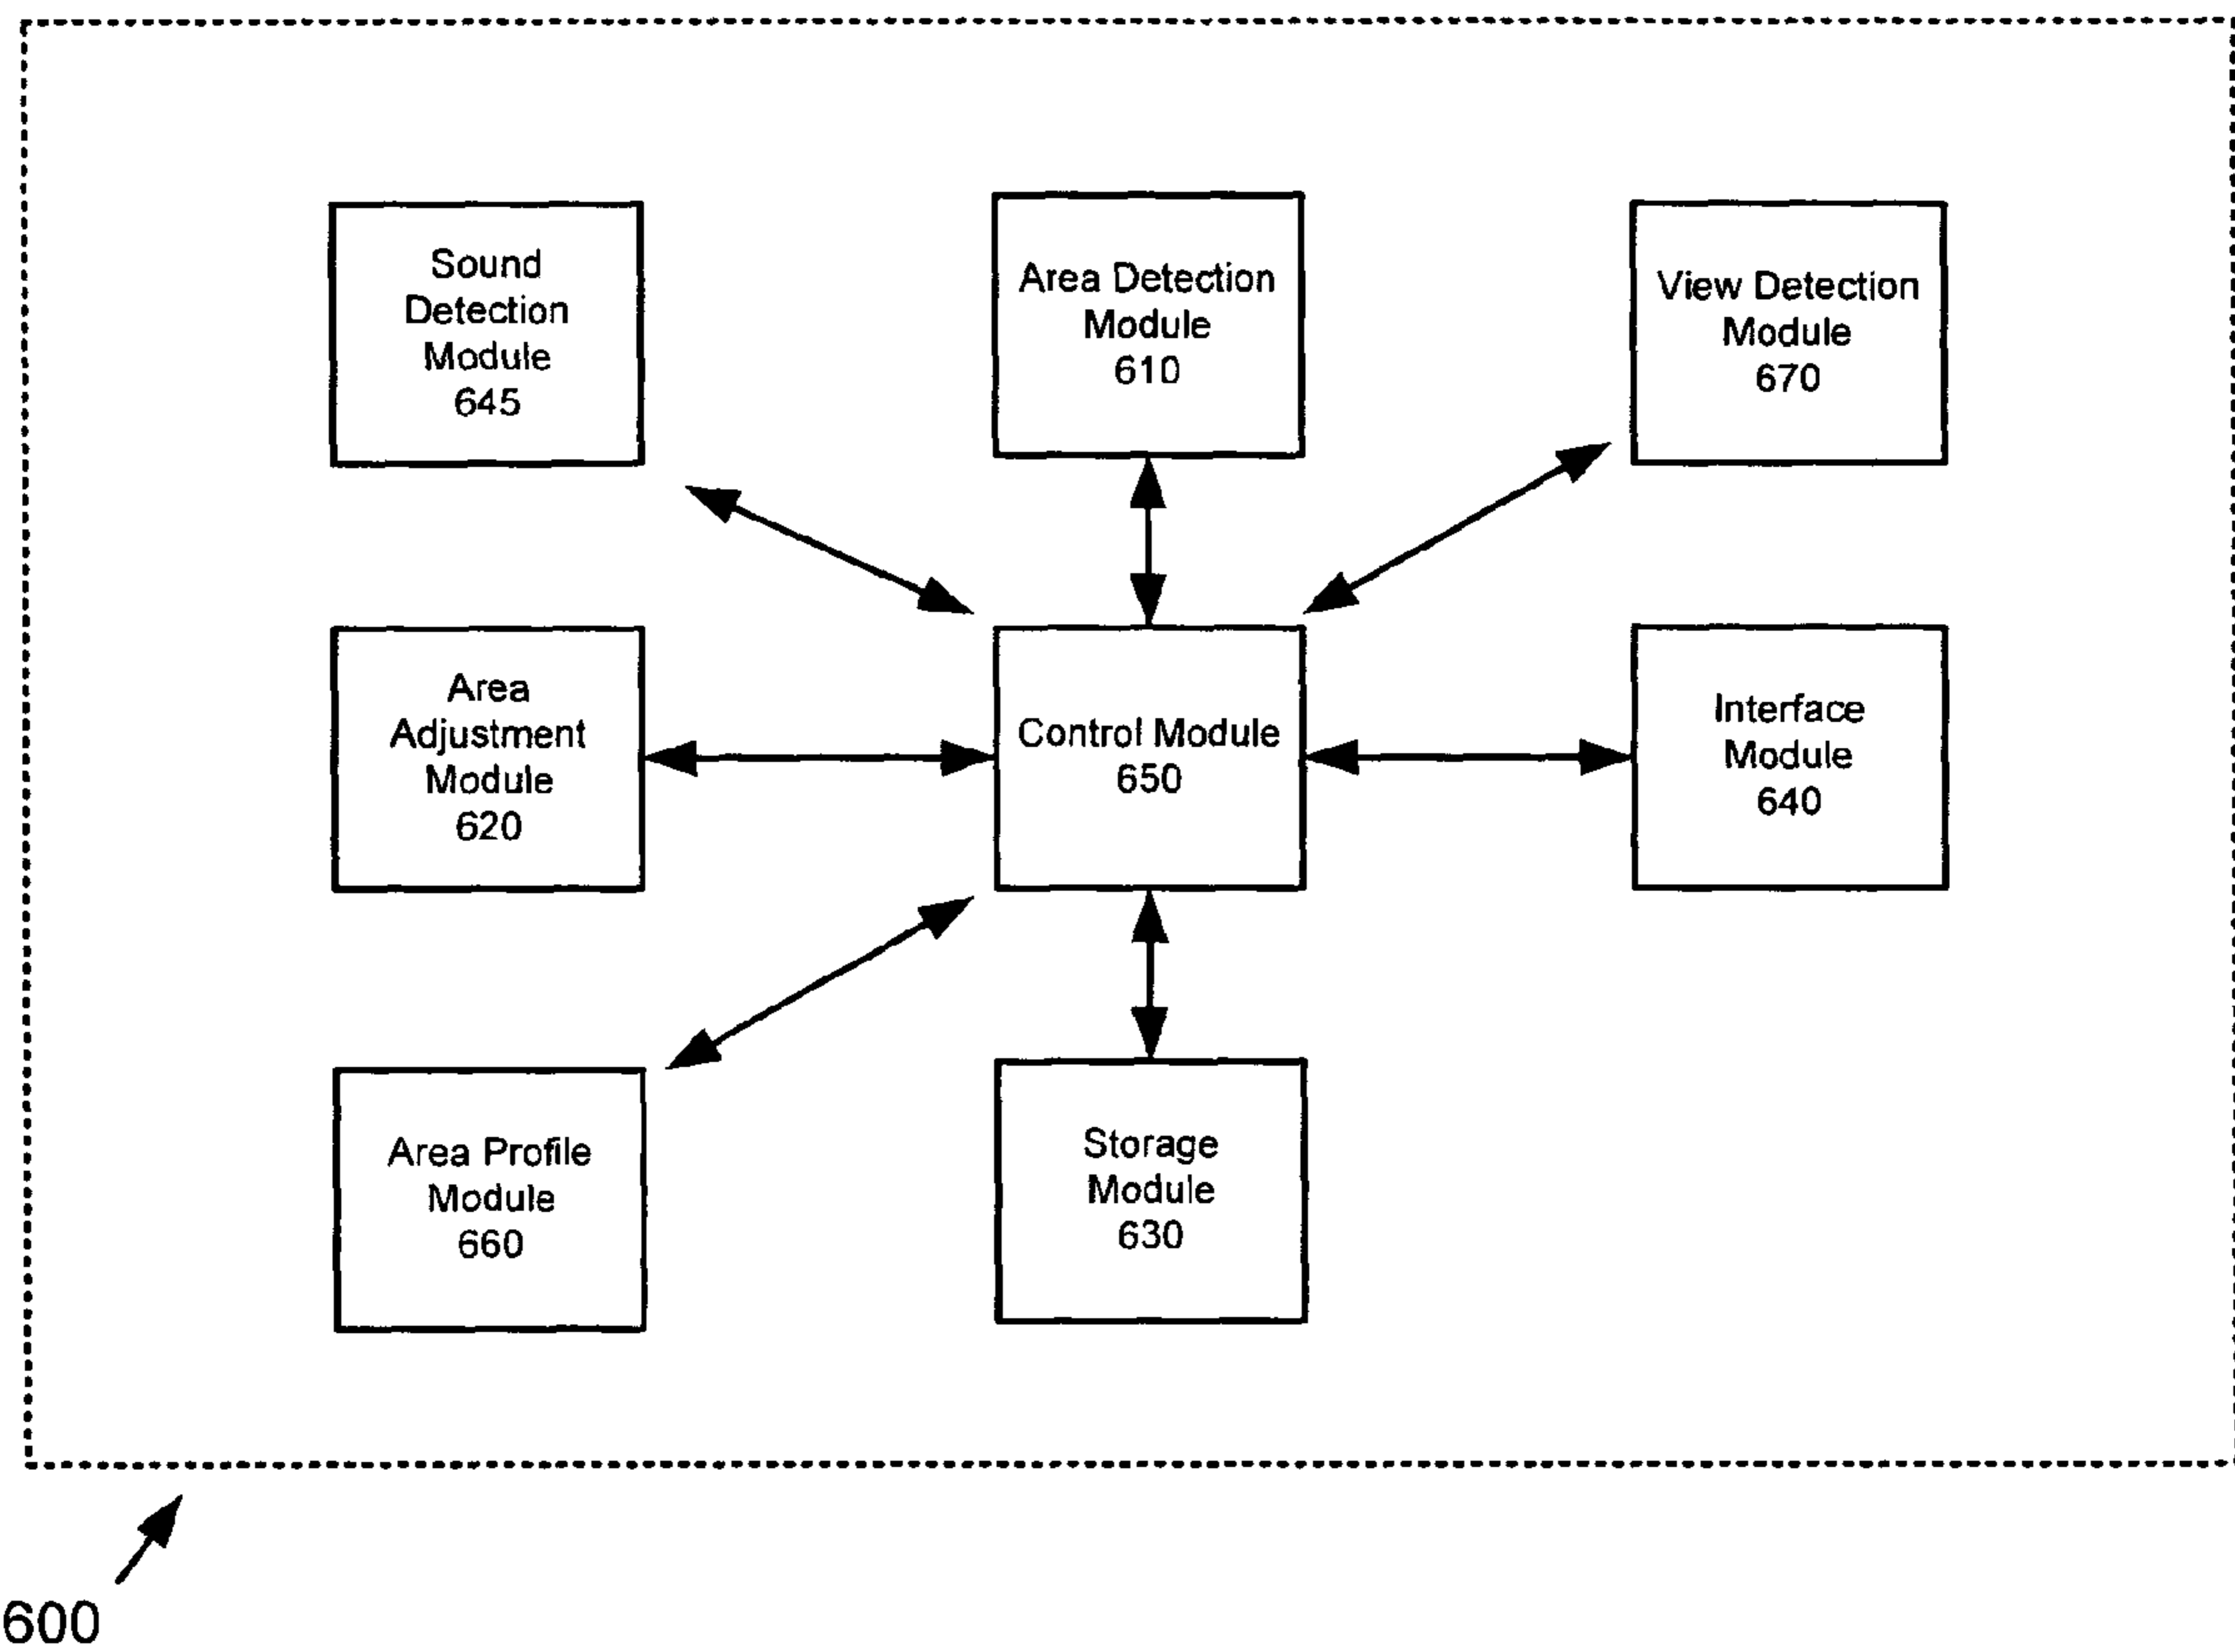 Sound
Detection
Module
645
Area Detection
Module
610
View Detection
Module
670
Area
Adjustment
Module
620
Control Module
650
Interface
Module
640
Area Profile
Module
660
Storage
Module
630
600